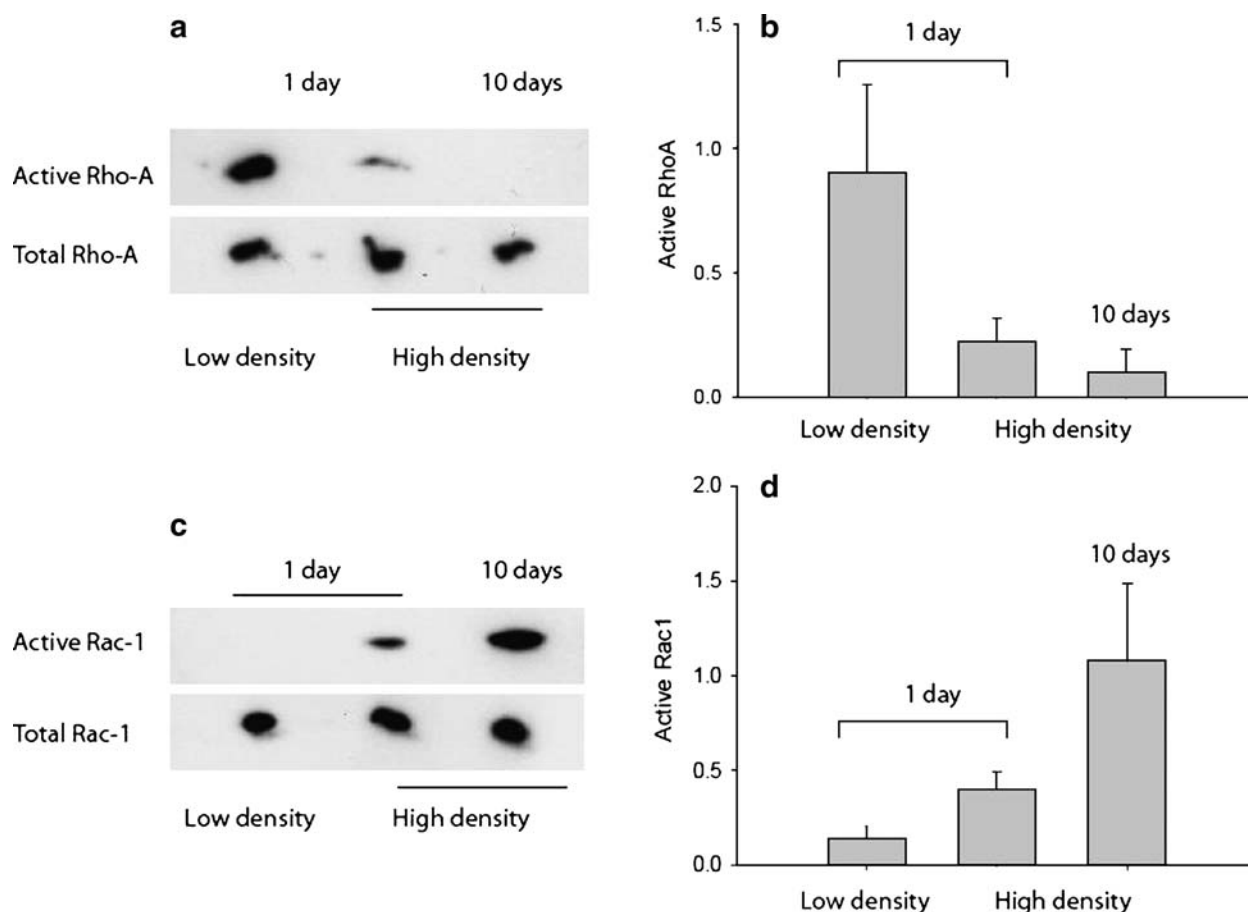 a
1 day 10 days
Active Rho-A
Total Rho-A
Low density High density
b
1.5
1.0
0.5
0.0
Active RhoA
1 day
10 days
Low density High density
c
1 day 10 days
Active Rac-1
Total Rac-1
Low density High density
d
2.0
1.5
1.0
0.5
0.0
Active Rac1
1 day
10 days
Low density High density